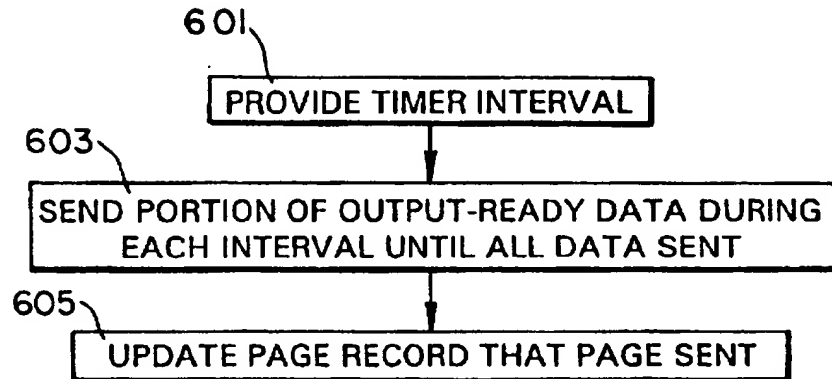 601
PROVIDE TIMER INTERVAL
603
SEND PORTION OF OUTPUT-READY DATA DURING
EACH INTERVAL UNTIL ALL DATA SENT
605
UPDATE PAGE RECORD THAT PAGE SENT